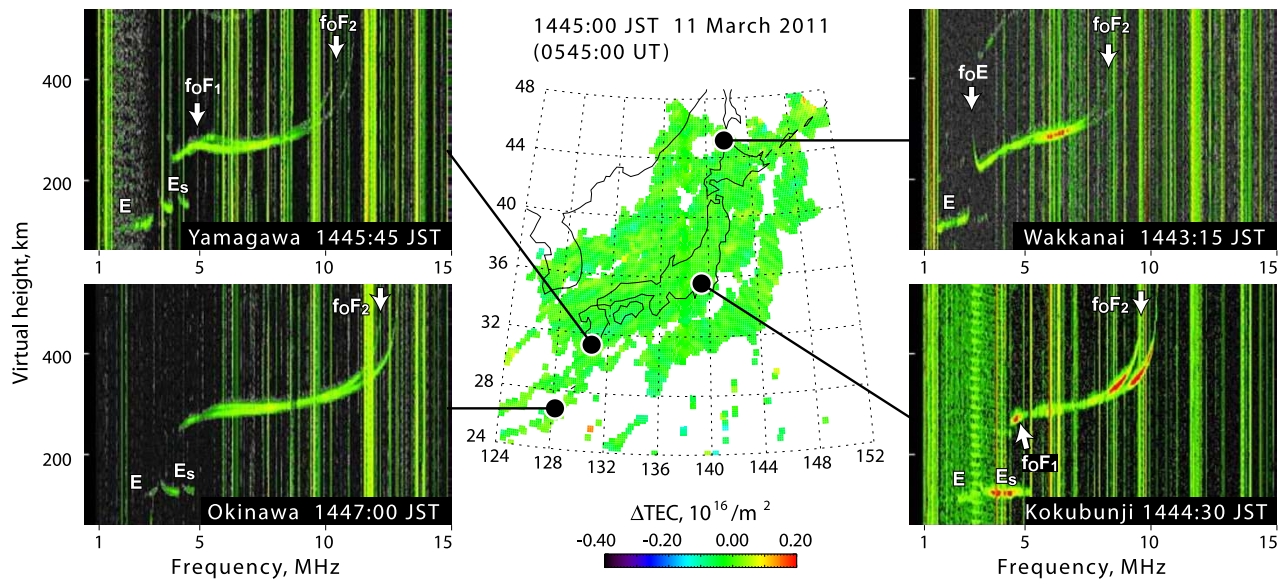 1445:00 JST 11 March 2011
(0545:00 UT)
Virtual height, km
400
200
fOF1
fOF2
E
Es
Yamagawa 1445:45 JST
1 5 10 15
400
200
fOF2
E
Es
Okinawa 1447:00 JST
1 5 10 15
Frequency, MHz
48
44
40
36
32
28
24
124 128 132 136 140 144 148 152
ΔTEC, 10^16/m^2
-0.40 -0.20 0.00 0.20
fOE
fOF2
Wakkanai 1443:15 JST
1 5 10 15
fOF2
fOF1
E
Es
Kokubunji 1444:30 JST
1 5 10 15
Frequency, MHz